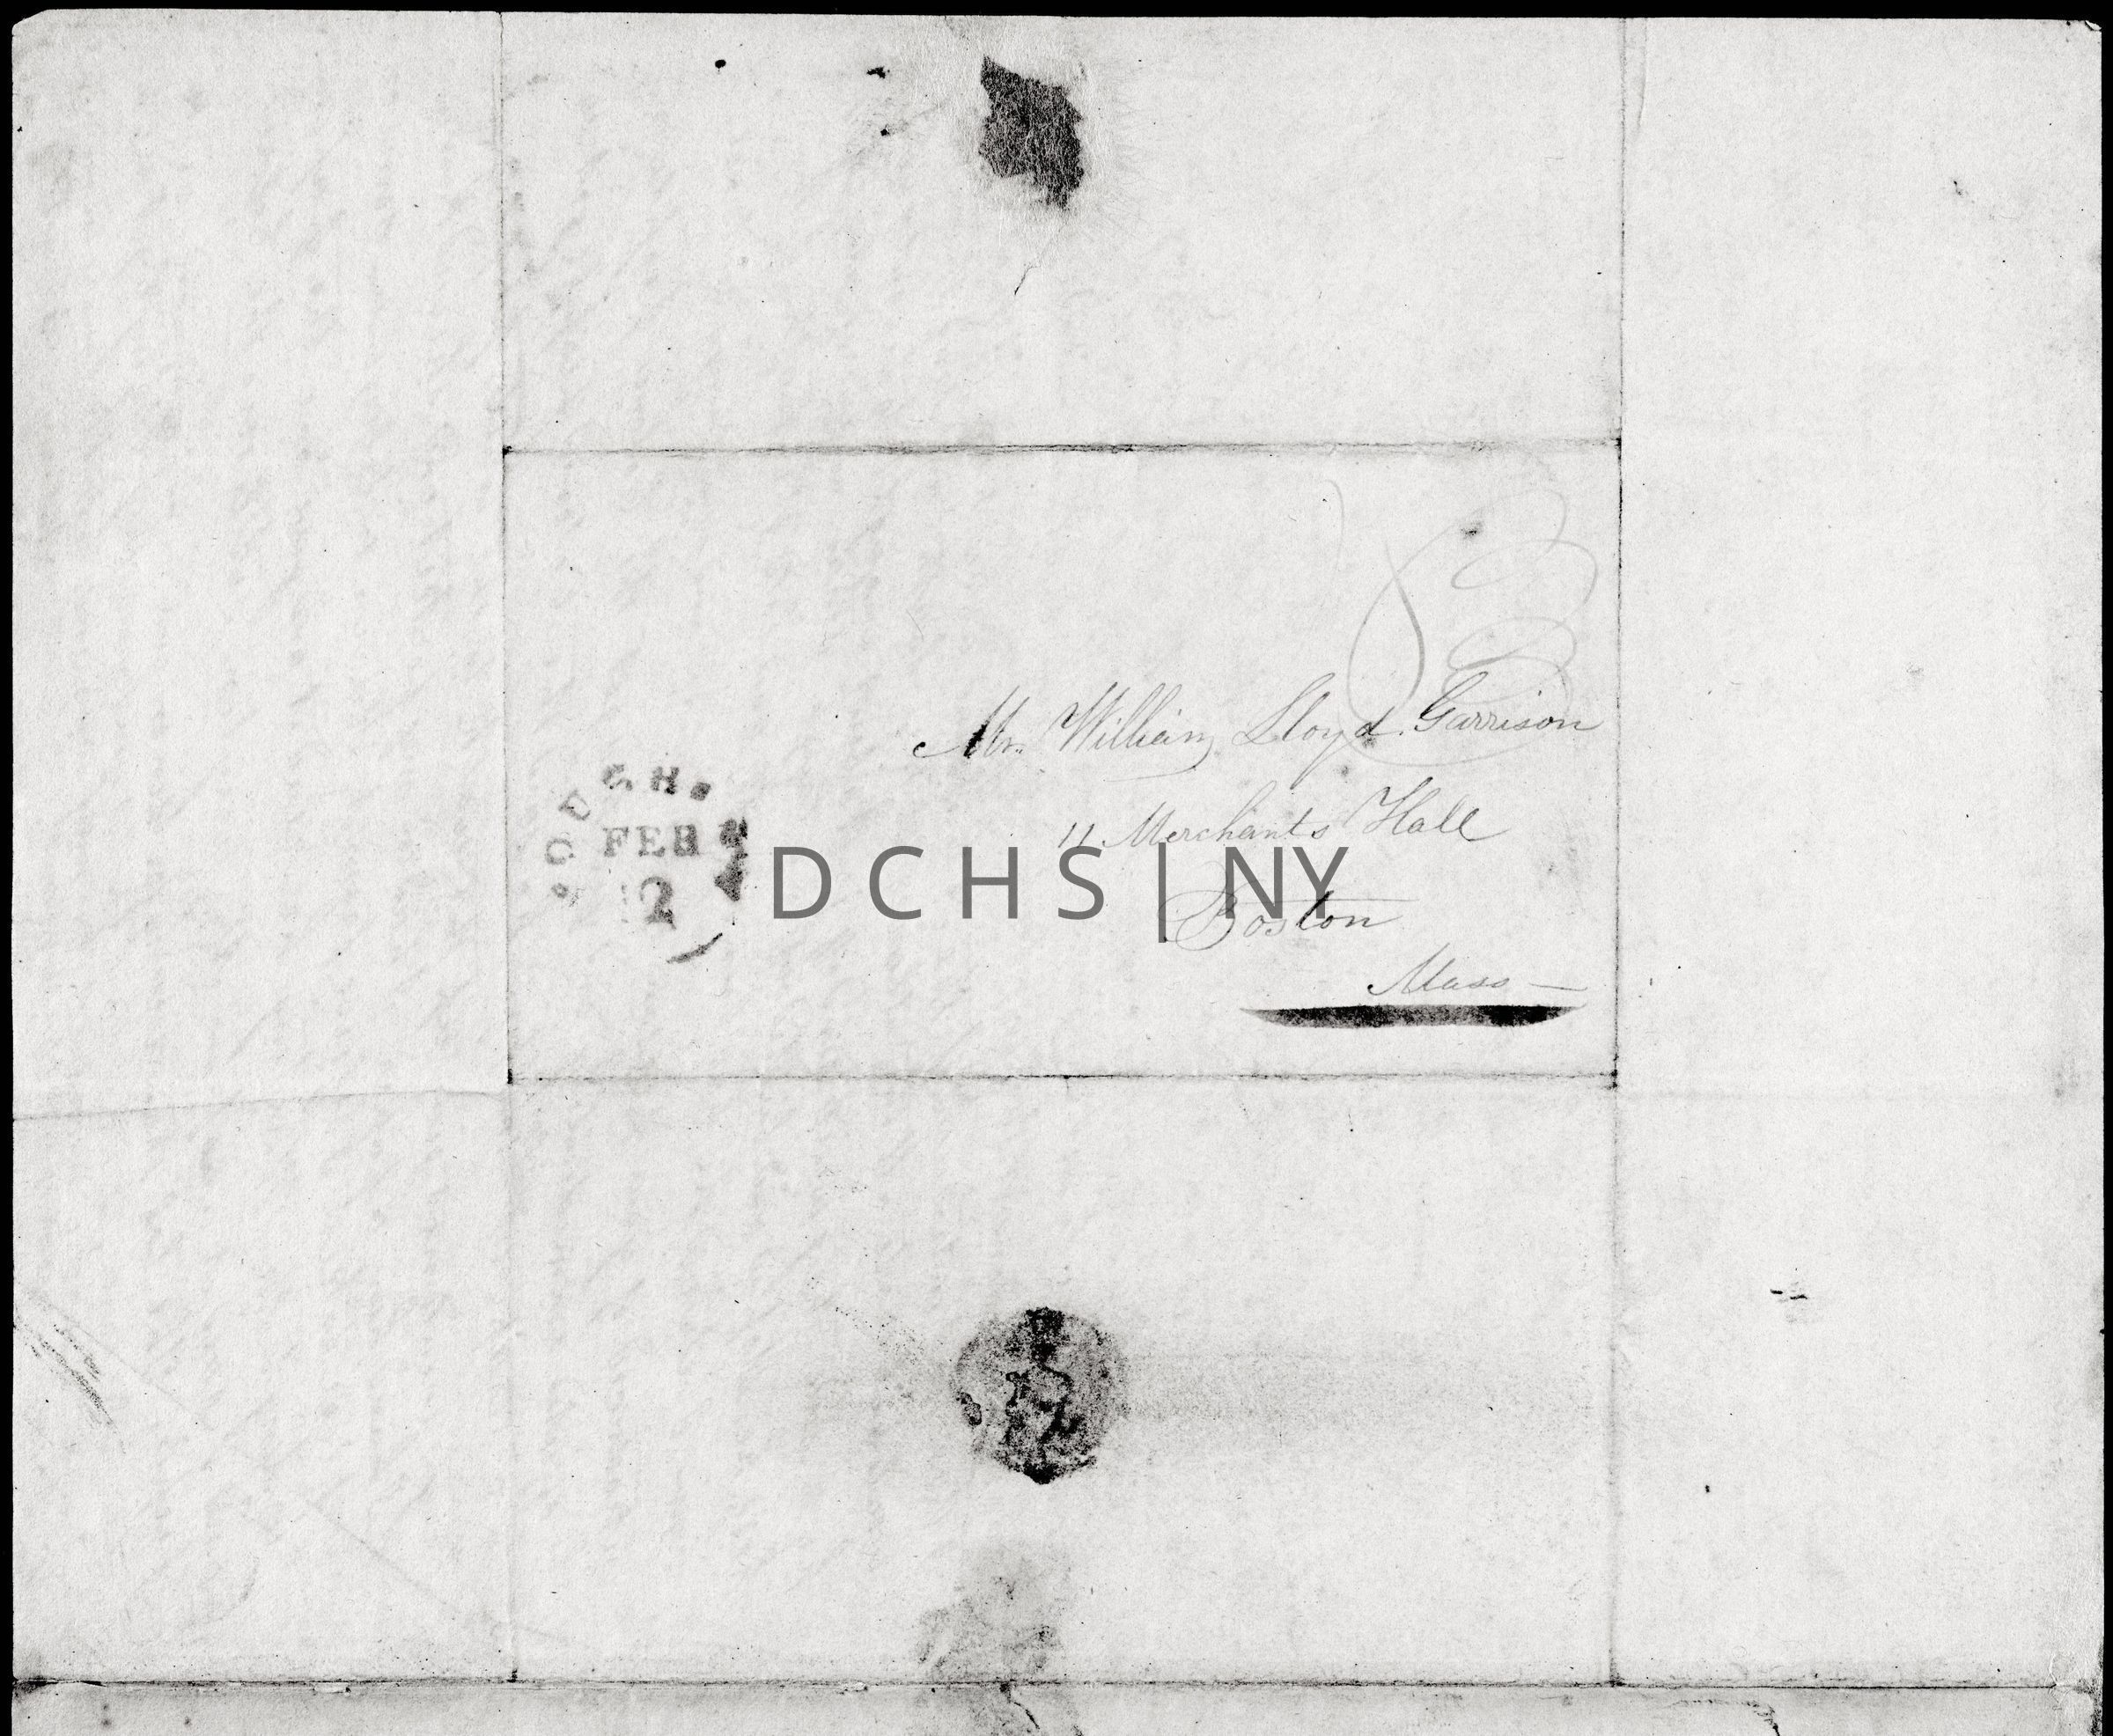 Mr. William Lloyd Garrison
11 Merchants Hall
Boston
Mass —
FEB
2
DCHS | NY